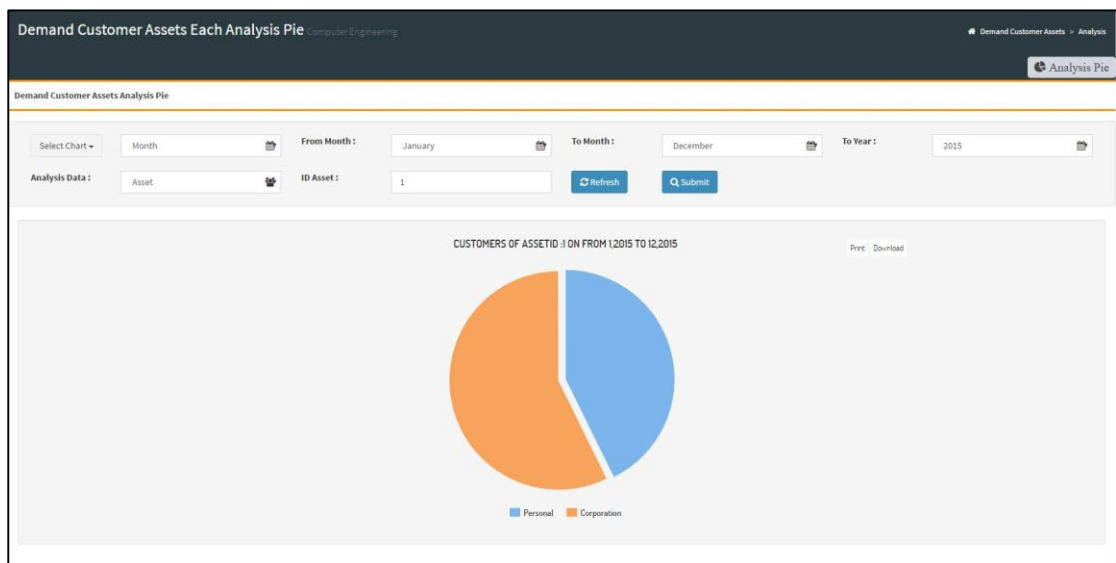 Demand Customer Assets Each Analysis Pie Computer Engineering
Demand Customer Assets > Analysis
Analysis Pie
Demand Customer Assets Analysis Pie
Select Chart Month From Month : January To Month : December To Year : 2015
Analysis Data : Asset ID Asset : 1 Refresh Submit
CUSTOMERS OF ASSETID :1 ON FROM 1,2015 TO 12,2015
Print Download
Personal Corporation